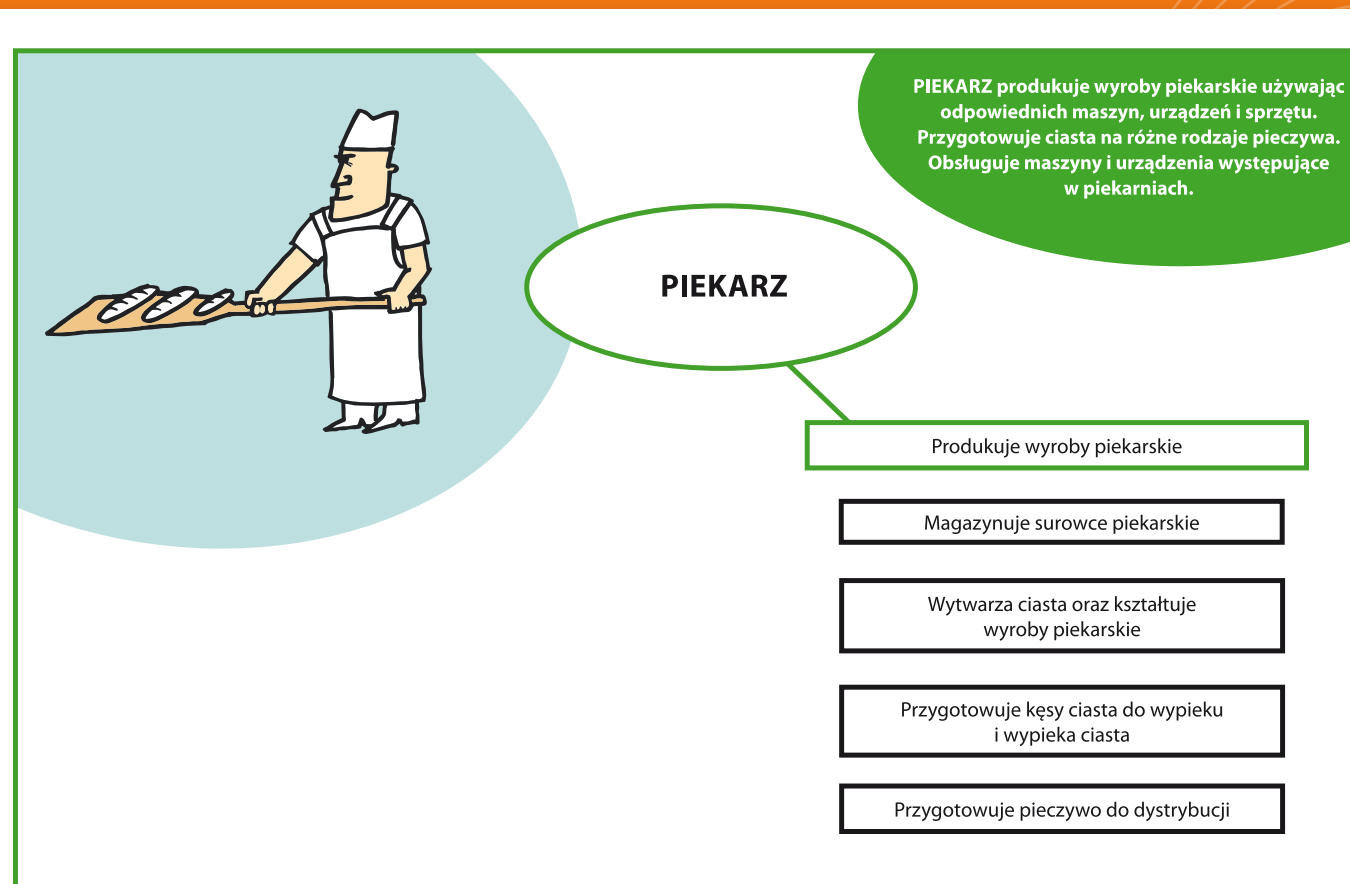 PIEKARZ produkuje wyroby piekarskie używając
odpowiednich maszyn, urządzeń i sprzętu.
Przygotowuje ciasta na różne rodzaje pieczywa.
Obsługuje maszyny i urządzenia występujące
w piekarniach.
PIEKARZ
Produkuje wyroby piekarskie
Magazynuje surowce piekarskie
Wytwarza ciasta oraz kształtuje
wyroby piekarskie
Przygotowuje kęsy ciasta do wypieku
i wypieka ciasta
Przygotowuje pieczywo do dystrybucji